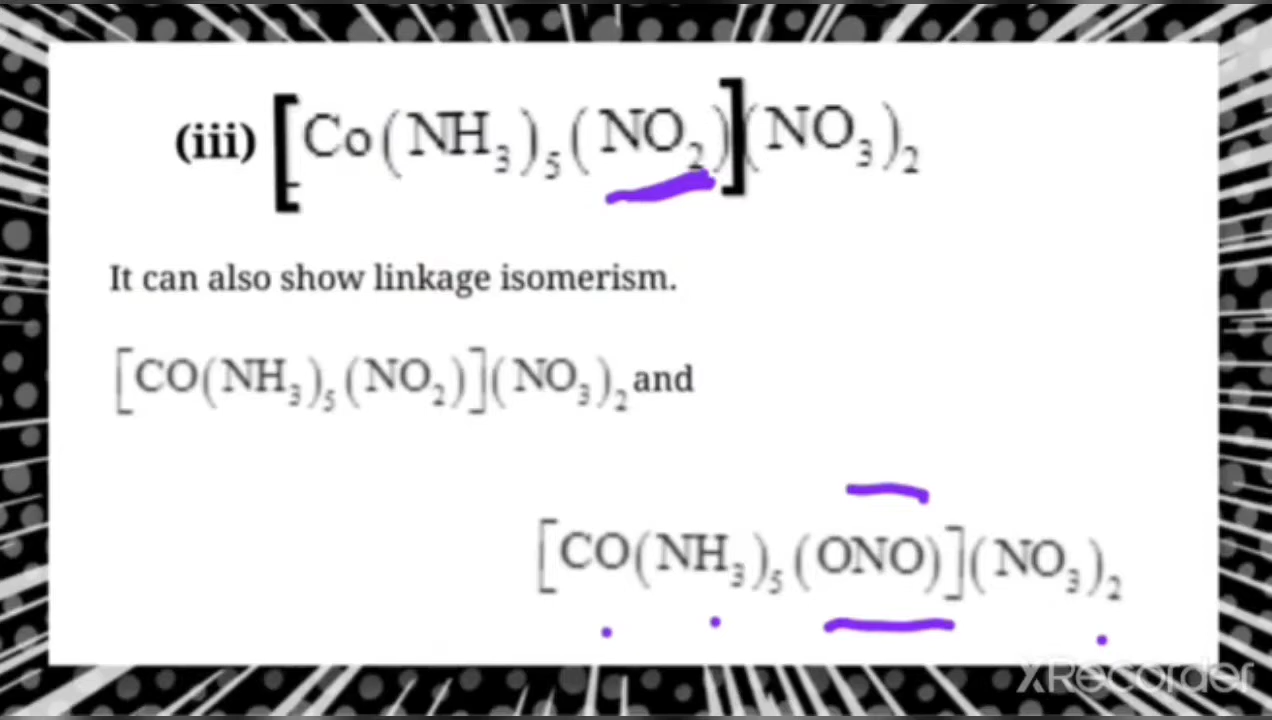 (iii) [Co(NH₃)₅(NO₂)](NO₃)₂
It can also show linkage isomerism.
[CO(NH₃)₅(NO₂)](NO₃)₂ and
[CO(NH₃)₅(ONO)](NO₃)₂
XRecorder